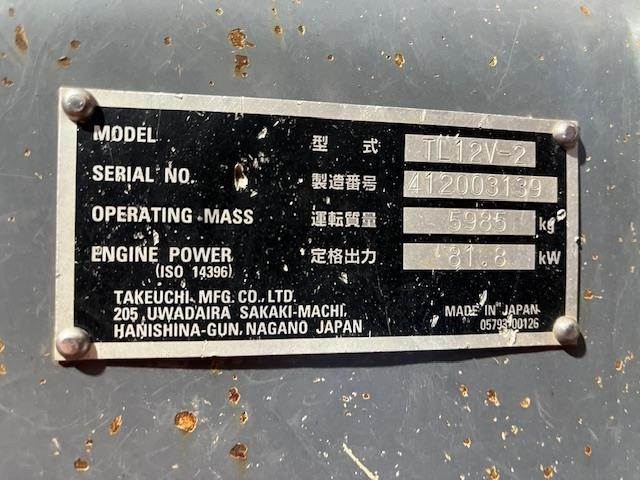 MODEL 型 式 TL12V-2
SERIAL NO. 製造番号 412003139
OPERATING MASS 運転質量 5985 kg
ENGINE POWER 定格出力 81.8 kW
(ISO 14396)
TAKEUCHI MFG. CO., LTD.
205 UWADAIRA SAKAKI-MACHI,
HANISHINA-GUN, NAGANO JAPAN
MADE IN JAPAN
05793-00126